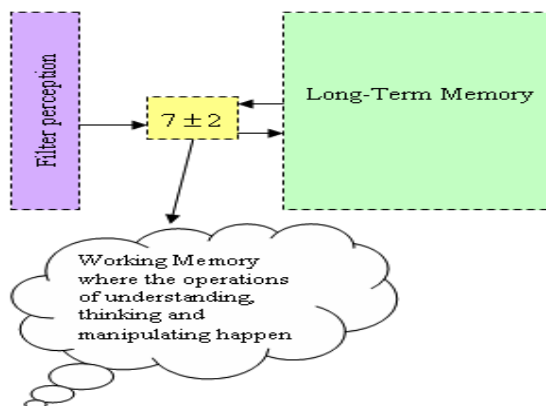 Filter perception
7 ± 2
Long-Term Memory
Working Memory
where the operations
of understanding,
thinking and
manipulating happen